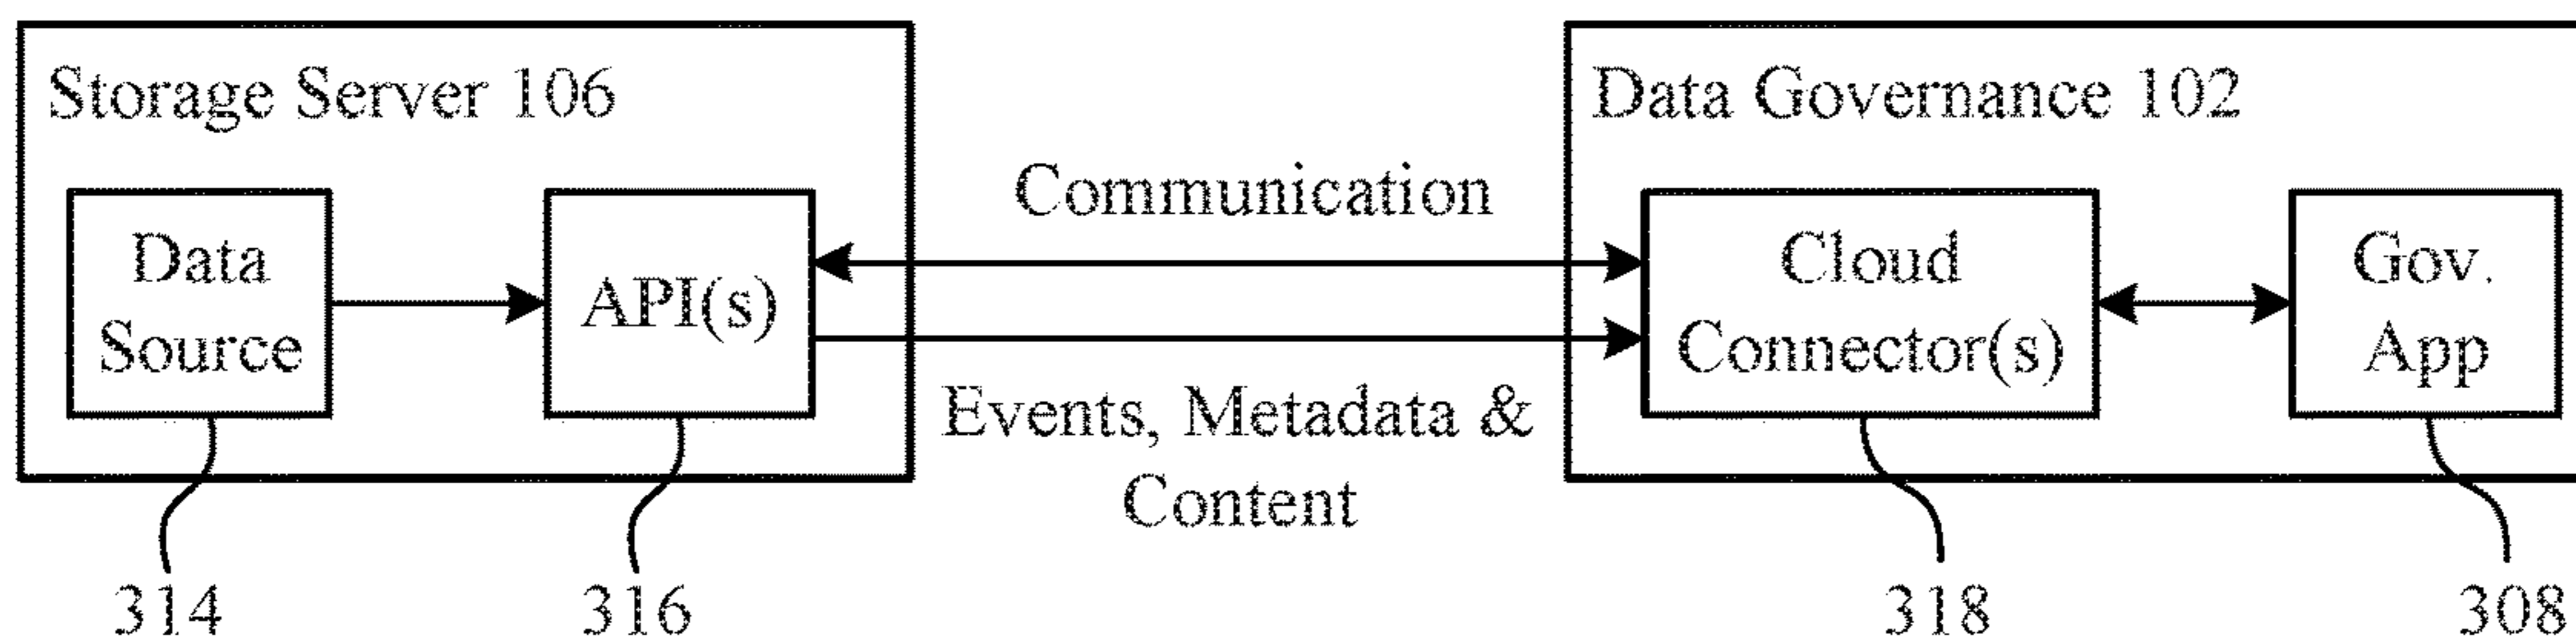 Storage Server 106
Data
Source
API(s)
Communication
Events, Metadata &
Content
Data Governance 102
Cloud
Connector(s)
Gov.
App
314
316
318
308